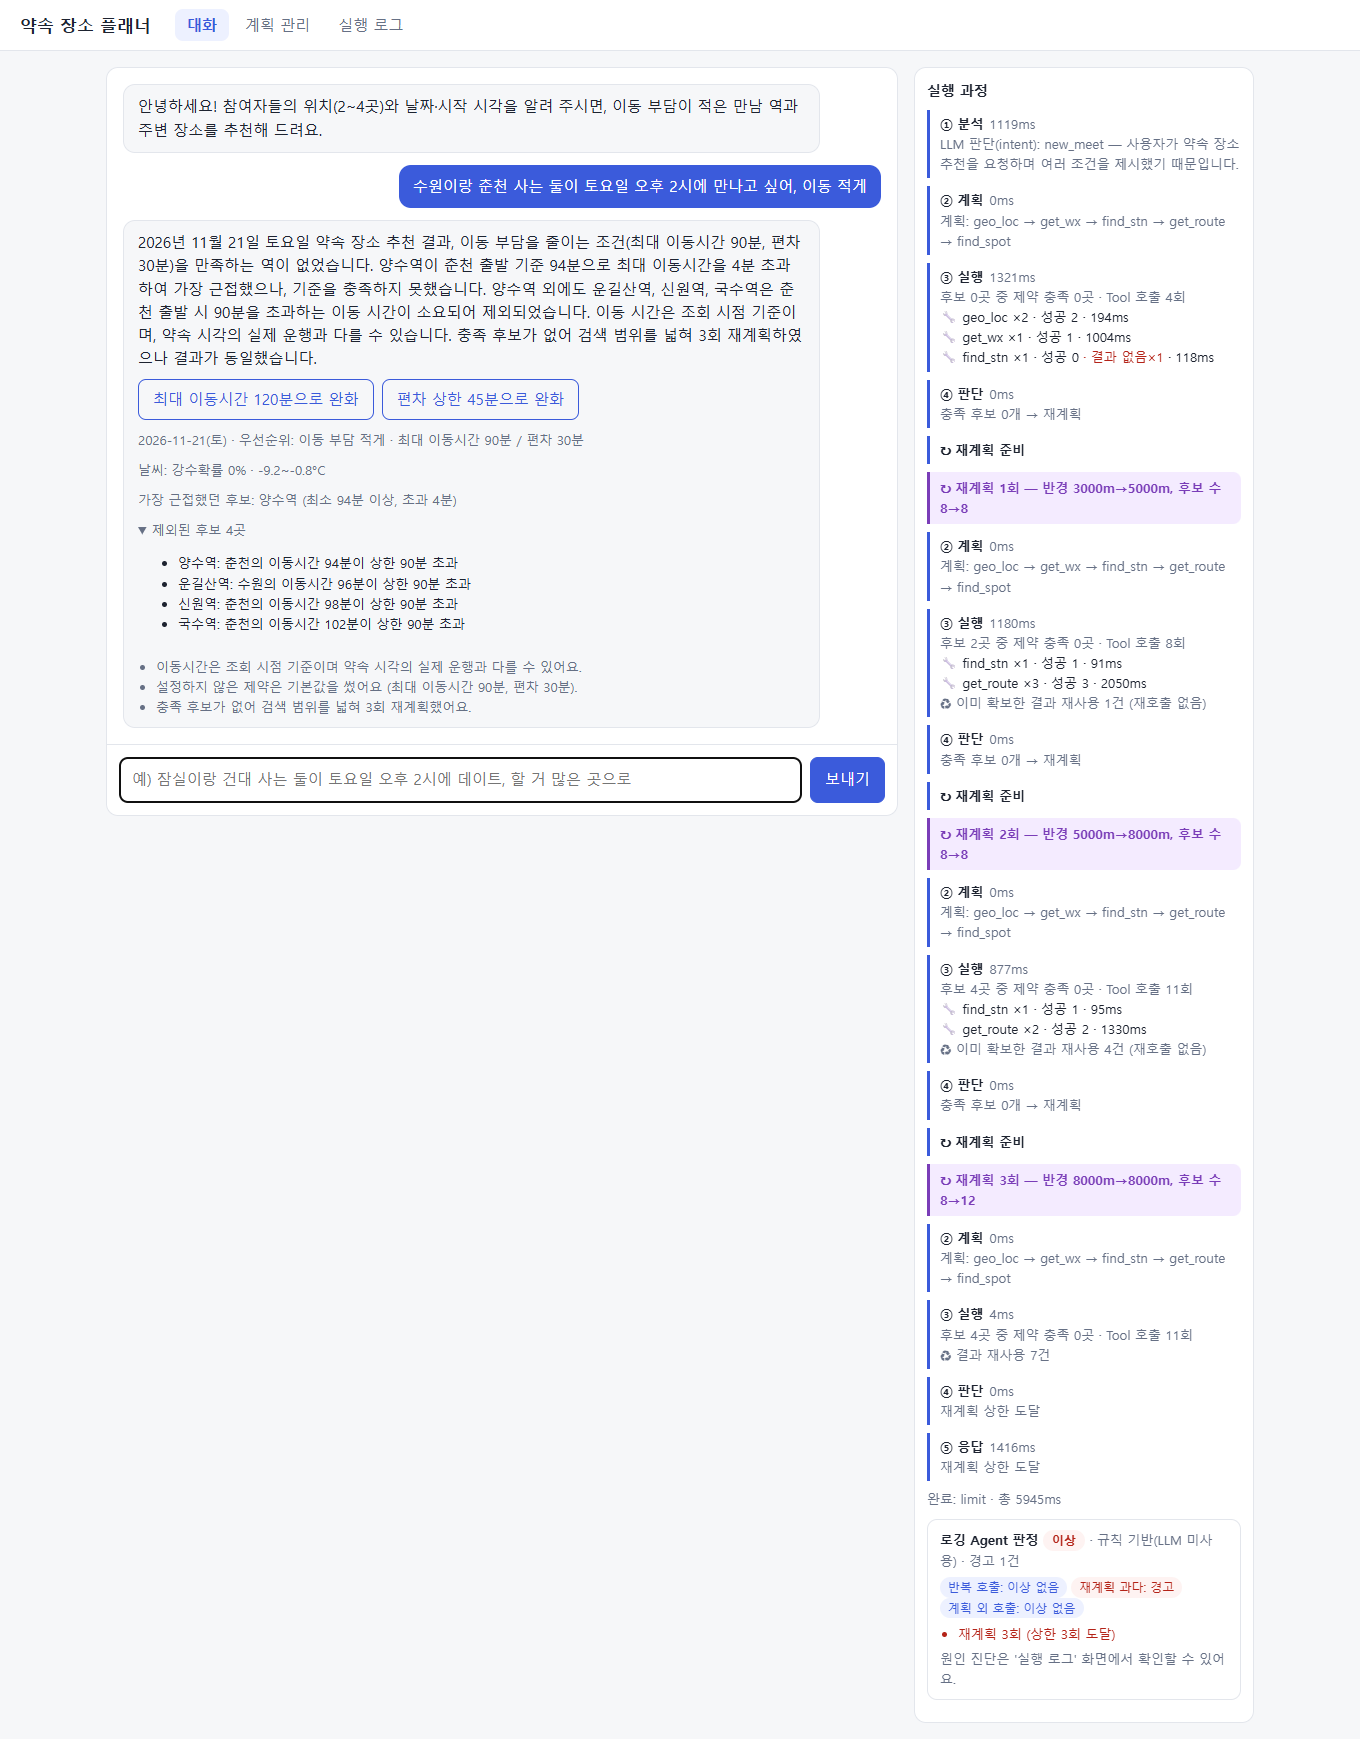 약속 장소 플래너 대화 계획 관리 실행 로그
안녕하세요! 참여자들의 위치(2~4곳)와 날짜·시작 시각을 알려 주시면, 이동 부담이 적은 만남 역과
주변 장소를 추천해 드려요.
수원이랑 춘천 사는 둘이 토요일 오후 2시에 만나고 싶어, 이동 적게
2026년 11월 21일 토요일 약속 장소 추천 결과, 이동 부담을 줄이는 조건(최대 이동시간 90분, 편차
30분)을 만족하는 역이 없었습니다. 양수역이 춘천 출발 기준 94분으로 최대 이동시간을 4분 초과
하여 가장 근접했으나, 기준을 충족하지 못했습니다. 양수역 외에도 운길산역, 신원역, 국수역은 춘
천 출발 시 90분을 초과하는 이동 시간이 소요되어 제외되었습니다. 이동 시간은 조회 시점 기준이
며, 약속 시각의 실제 운행과 다를 수 있습니다. 충족 후보가 없어 검색 범위를 넓혀 3회 재계획하였
으나 결과가 동일했습니다.
최대 이동시간 120분으로 완화 편차 상한 45분으로 완화
2026-11-21(토) · 우선순위: 이동 부담 적게 · 최대 이동시간 90분 / 편차 30분
날씨: 강수확률 0% · -9.2~-0.8°C
가장 근접했던 후보: 양수역 (최소 94분 이상, 초과 4분)
▼ 제외된 후보 4곳
• 양수역: 춘천의 이동시간 94분이 상한 90분 초과
• 운길산역: 수원의 이동시간 96분이 상한 90분 초과
• 신원역: 춘천의 이동시간 98분이 상한 90분 초과
• 국수역: 춘천의 이동시간 102분이 상한 90분 초과
• 이동시간은 조회 시점 기준이며 약속 시각의 실제 운행과 다를 수 있어요.
• 설정하지 않은 제약은 기본값을 썼어요 (최대 이동시간 90분, 편차 30분).
• 충족 후보가 없어 검색 범위를 넓혀 3회 재계획했어요.
예) 잠실이랑 건대 사는 둘이 토요일 오후 2시에 데이트, 할 거 많은 곳으로 보내기
실행 과정
① 분석 1119ms
LLM 판단(intent): new_meet — 사용자가 약속 장소
추천을 요청하며 여러 조건을 제시했기 때문입니다.
② 계획 0ms
계획: geo_loc → get_wx → find_stn → get_route
→ find_spot
③ 실행 1321ms
후보 0곳 중 제약 충족 0곳 · Tool 호출 4회
🔧 geo_loc ×2 · 성공 2 · 194ms
🔧 get_wx ×1 · 성공 1 · 1004ms
🔧 find_stn ×1 · 성공 0 · 결과 없음×1 · 118ms
④ 판단 0ms
충족 후보 0개 → 재계획
↻ 재계획 준비
↻ 재계획 1회 — 반경 3000m→5000m, 후보 수
8→8
② 계획 0ms
계획: geo_loc → get_wx → find_stn → get_route
→ find_spot
③ 실행 1180ms
후보 2곳 중 제약 충족 0곳 · Tool 호출 8회
🔧 find_stn ×1 · 성공 1 · 91ms
🔧 get_route ×3 · 성공 3 · 2050ms
♻ 이미 확보한 결과 재사용 1건 (재호출 없음)
④ 판단 0ms
충족 후보 0개 → 재계획
↻ 재계획 준비
↻ 재계획 2회 — 반경 5000m→8000m, 후보 수
8→8
② 계획 0ms
계획: geo_loc → get_wx → find_stn → get_route
→ find_spot
③ 실행 877ms
후보 4곳 중 제약 충족 0곳 · Tool 호출 11회
🔧 find_stn ×1 · 성공 1 · 95ms
🔧 get_route ×2 · 성공 2 · 1330ms
♻ 이미 확보한 결과 재사용 4건 (재호출 없음)
④ 판단 0ms
충족 후보 0개 → 재계획
↻ 재계획 준비
↻ 재계획 3회 — 반경 8000m→8000m, 후보 수
8→12
② 계획 0ms
계획: geo_loc → get_wx → find_stn → get_route
→ find_spot
③ 실행 4ms
후보 4곳 중 제약 충족 0곳 · Tool 호출 11회
♻ 결과 재사용 7건
④ 판단 0ms
재계획 상한 도달
⑤ 응답 1416ms
재계획 상한 도달
완료: limit · 총 5945ms
로깅 Agent 판정 이상 · 규칙 기반(LLM 미사
용) · 경고 1건
반복 호출: 이상 없음 재계획 과다: 경고
계획 외 호출: 이상 없음
• 재계획 3회 (상한 3회 도달)
원인 진단은 '실행 로그' 화면에서 확인할 수 있어
요.